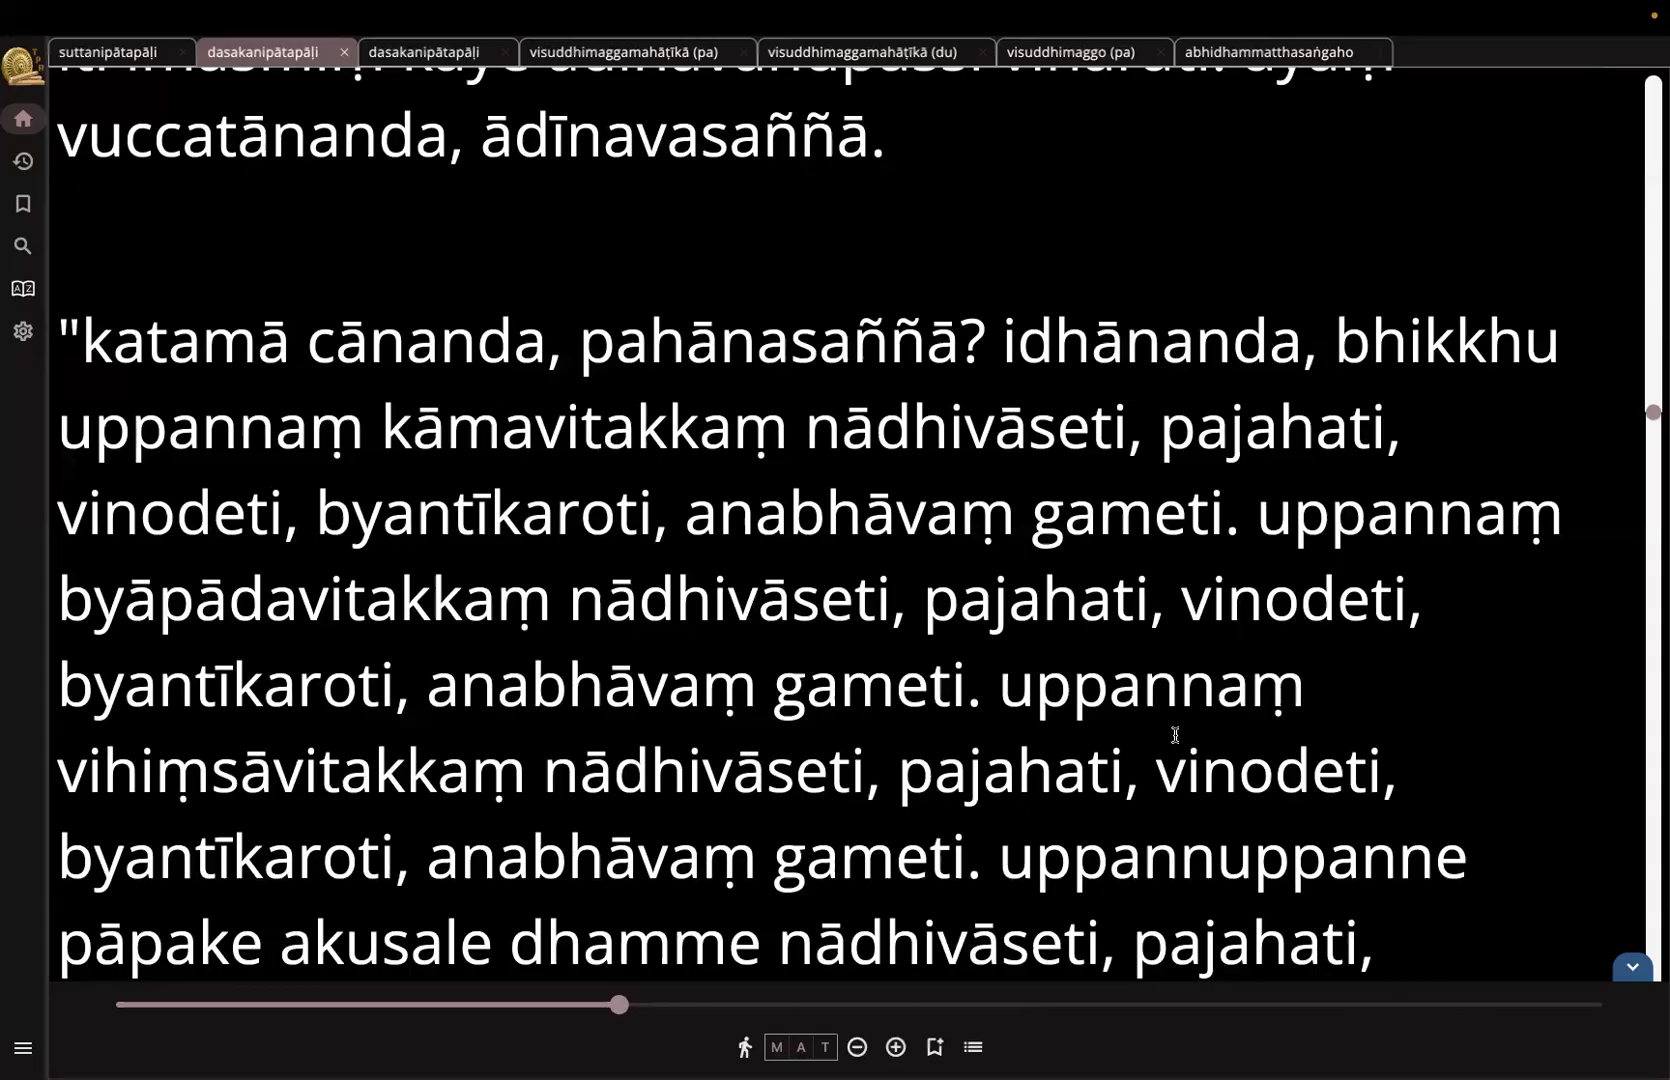 suttanipātapāḷi
dasakanipātapāḷi
dasakanipātapāḷi
visuddhimaggamahāṭīkā (pa)
visuddhimaggamahāṭīkā (du)
visuddhimaggo (pa)
abhidhammatthasaṅgaho
vuccatānanda, ādīnavasaññā.
"katamā cānanda, pahānasaññā? idhānanda, bhikkhu
uppannaṃ kāmavitakkaṃ nādhivāseti, pajahati,
vinodeti, byantīkaroti, anabhāvaṃ gameti. uppannaṃ
byāpādavitakkaṃ nādhivāseti, pajahati, vinodeti,
byantīkaroti, anabhāvaṃ gameti. uppannaṃ
vihiṃsāvitakkaṃ nādhivāseti, pajahati, vinodeti,
byantīkaroti, anabhāvaṃ gameti. uppannuppanne
pāpake akusale dhamme nādhivāseti, pajahati,
M A T